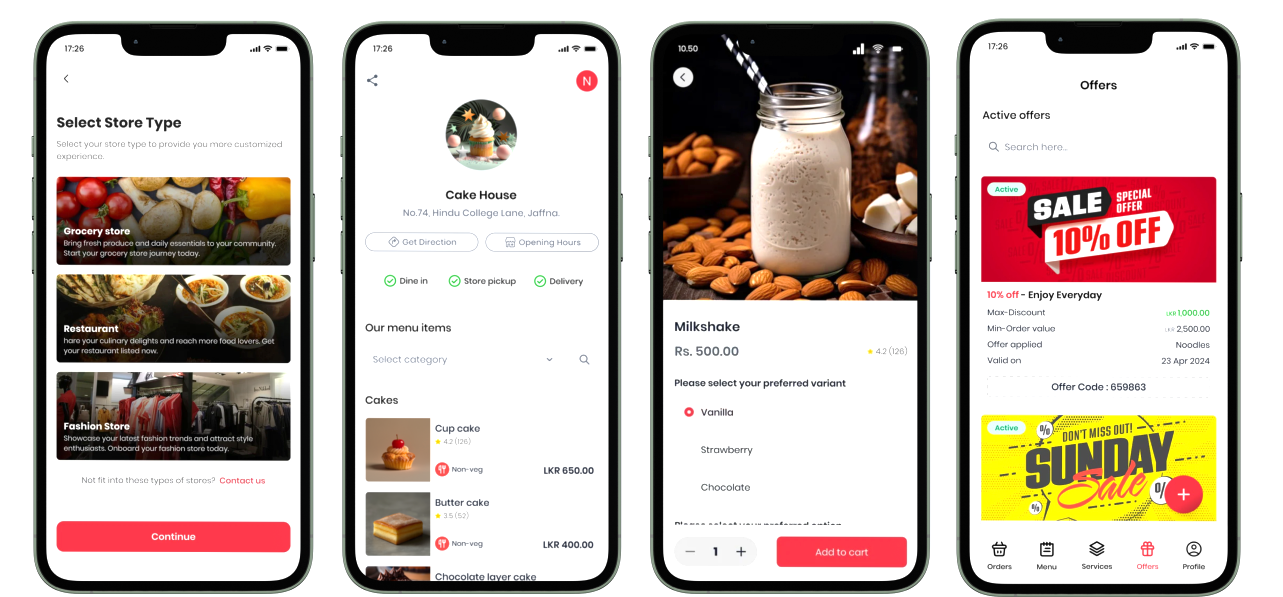 17:26
Select Store Type
Select your store type to provide you more customized
experience.
Grocery store
Bring fresh produce and daily essentials to your community.
Start your grocery store journey today.
Restaurant
hare your culinary delights and reach more food lovers. Get
your restaurant listed now.
Fashion Store
Showcase your latest fashion trends and attract style
enthusiasts. Onboard your fashion store today.
Not fit into these types of stores? Contact us
Continue
17:26
N
Cake House
No.74, Hindu College Lane, Jaffna.
Get Direction
Opening Hours
Dine in
Store pickup
Delivery
Our menu items
Select category
Cakes
Cup cake
4.2 (126)
Non-veg
LKR 650.00
Butter cake
3.5 (52)
Non-veg
LKR 400.00
Chocolate layer cake
10.50
Milkshake
Rs. 500.00
4.2 (126)
Please select your preferred variant
Vanilla
Strawberry
Chocolate
Please select your preferred option
1
Add to cart
17:26
Offers
Active offers
Search here..
Active
SALE
SPECIAL
OFFER
10% OFF
10% off - Enjoy Everyday
Max-Discount
LKR 1,000.00
Min-Order value
LKR 2,500.00
Offer applied
Noodles
Valid on
23 Apr 2024
Offer Code : 659863
Active
%
DON'T MISS OUT!
%
SUNDAY
Sale
%
%
Orders
Menu
Services
Offers
Profile